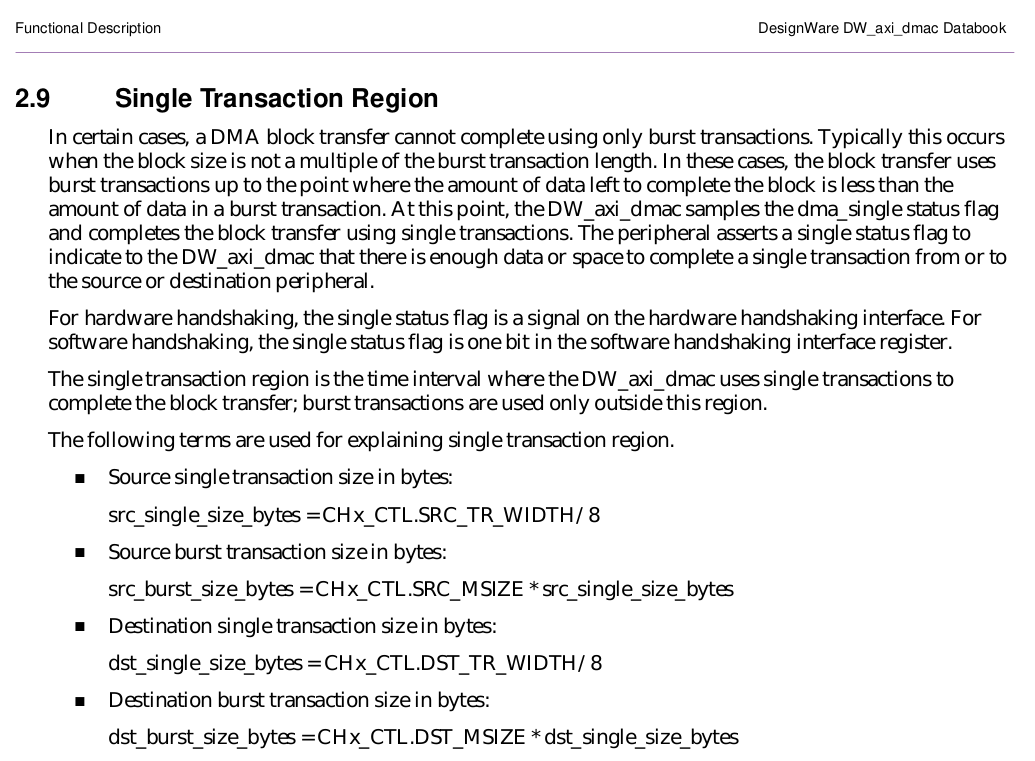 Functional Description
DesignWare DW_axi_dmac Databook
2.9 Single Transaction Region
In certain cases, a DMA block transfer cannot complete using only burst transactions. Typically this occurs
when the block size is not a multiple of the burst transaction length. In these cases, the block transfer uses
burst transactions up to the point where the amount of data left to complete the block is less than the
amount of data in a burst transaction. At this point, the DW_axi_dmac samples the dma_single status flag
and completes the block transfer using single transactions. The peripheral asserts a single status flag to
indicate to the DW_axi_dmac that there is enough data or space to complete a single transaction from or to
the source or destination peripheral.
For hardware handshaking, the single status flag is a signal on the hardware handshaking interface. For
software handshaking, the single status flag is one bit in the software handshaking interface register.
The single transaction region is the time interval where the DW_axi_dmac uses single transactions to
complete the block transfer; burst transactions are used only outside this region.
The following terms are used for explaining single transaction region.
■ Source single transaction size in bytes:
src_single_size_bytes = CHx_CTL.SRC_TR_WIDTH/8
■ Source burst transaction size in bytes:
src_burst_size_bytes = CHx_CTL.SRC_MSIZE * src_single_size_bytes
■ Destination single transaction size in bytes:
dst_single_size_bytes = CHx_CTL.DST_TR_WIDTH/8
■ Destination burst transaction size in bytes:
dst_burst_size_bytes = CHx_CTL.DST_MSIZE * dst_single_size_bytes